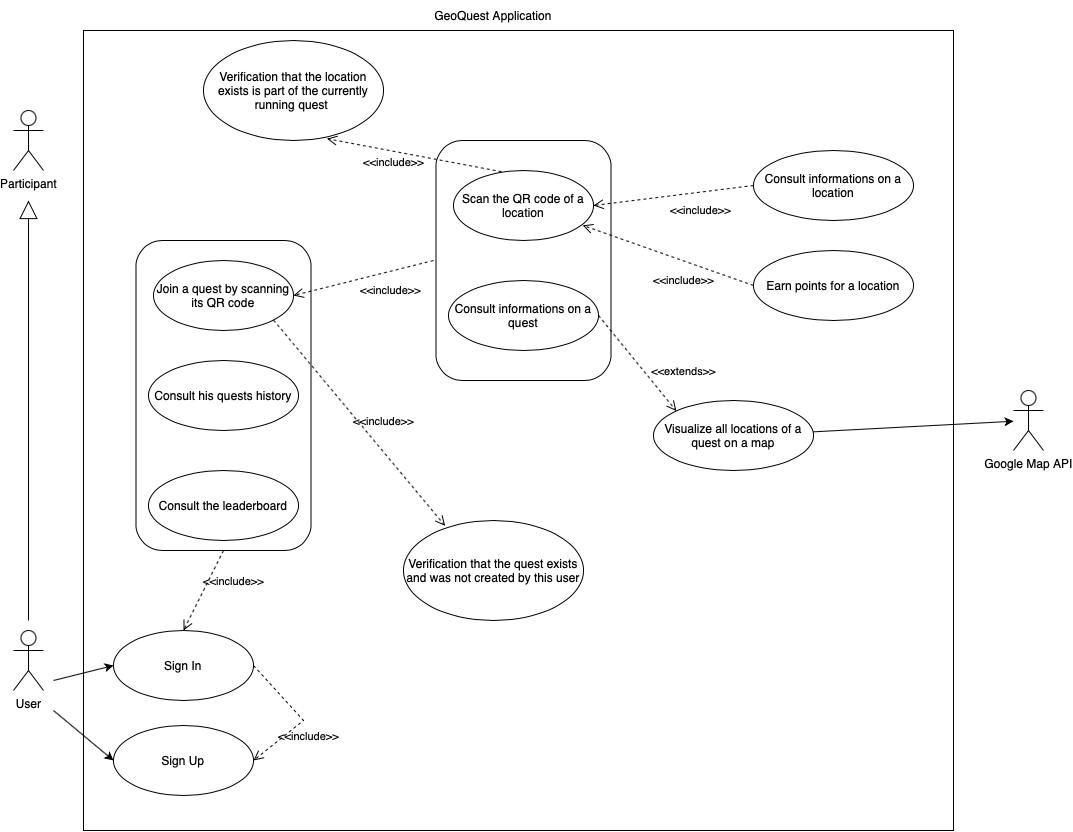 GeoQuest Application
Verification that the location
exists is part of the currently
running quest
Participant
<<include>>
Scan the QR code of a
location
Consult informations on a
location
<<include>>
Join a quest by scanning
its QR code
<<include>>
<<include>>
Earn points for a location
Consult informations on a
quest
<<extends>>
Consult his quests history
<<include>>
Visualize all locations of a
quest on a map
Google Map API
Consult the leaderboard
Verification that the quest exists
and was not created by this user
<<include>>
Sign In
User
<<include>>
Sign Up